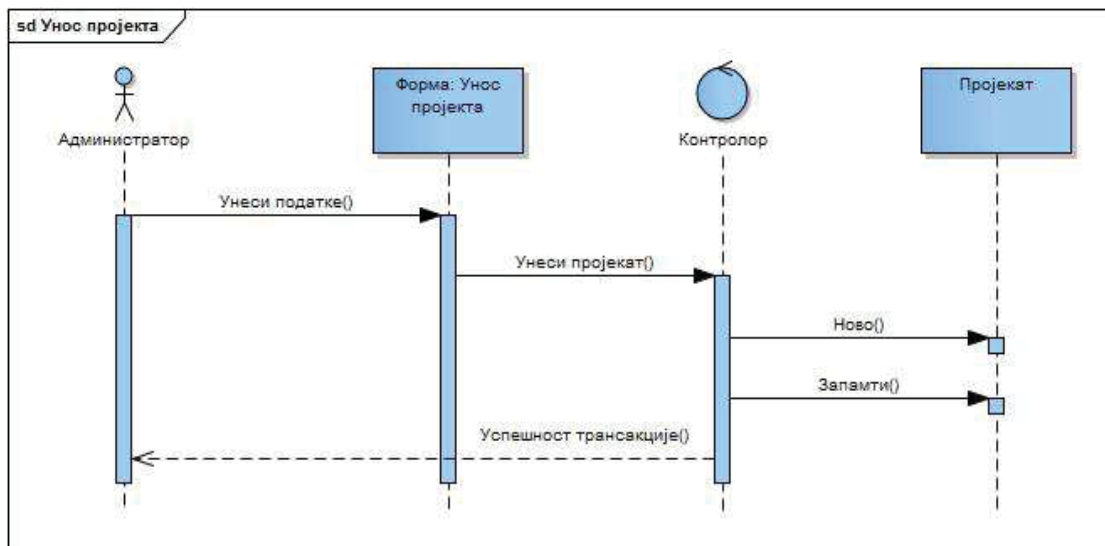 sd Унос пројекта
Администратор
Форма: Унос
пројекта
Контролор
Пројекат
Унеси податке()
Унеси пројекат()
Ново()
Запамти()
Успешност трансакције()